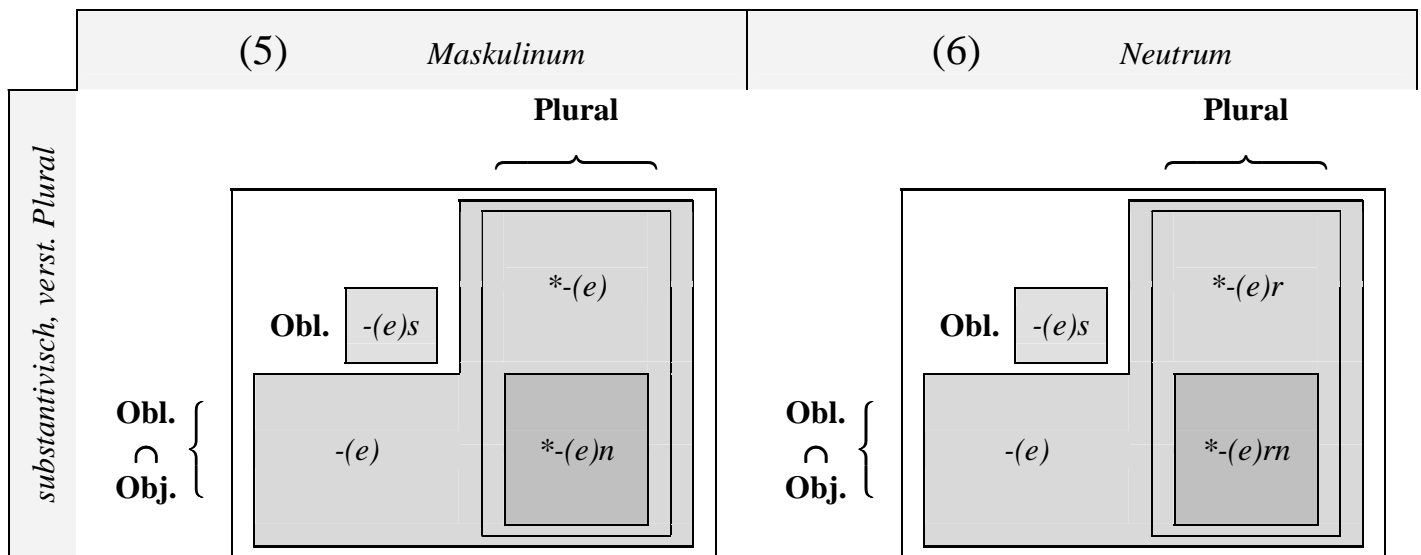 (5) Maskulinum (6) Neutrum
substantivisch, verst. Plural
Plural Plural
*-(e) *-(e)r
Obl. -(e)s Obl. -(e)s
Obl. Obl.
∩ -(e) *-(e)n ∩ -(e) *-(e)rn
Obj. Obj.